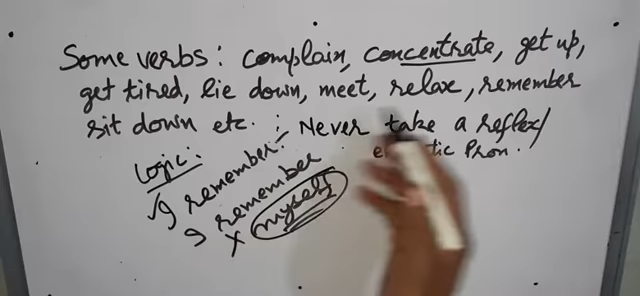 Some verbs: complain, concentrate, get up,
get tired, lie down, meet, relax, remember
sit down etc. : Never take a reflex/
Pron.
Logic:
I remember.
I remember
× myself